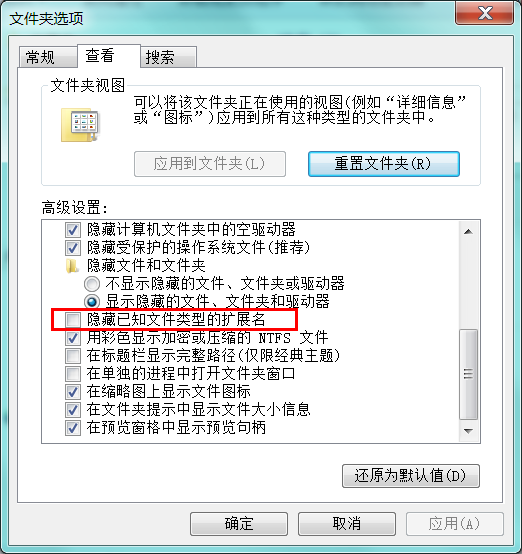 文件夹选项
常规
查看
搜索
文件夹视图
可以将该文件夹正在使用的视图(例如“详细信息”
或“图标”)应用到所有这种类型的文件夹中。
应用到文件夹(L)
重置文件夹(R)
高级设置:
隐藏计算机文件夹中的空驱动器
隐藏受保护的操作系统文件(推荐)
隐藏文件和文件夹
不显示隐藏的文件、文件夹或驱动器
显示隐藏的文件、文件夹和驱动器
隐藏已知文件类型的扩展名
用彩色显示加密或压缩的 NTFS 文件
在标题栏显示完整路径(仅限经典主题)
在单独的进程中打开文件夹窗口
在缩略图上显示文件图标
在文件夹提示中显示文件大小信息
在预览窗格中显示预览句柄
还原为默认值(D)
确定
取消
应用(A)